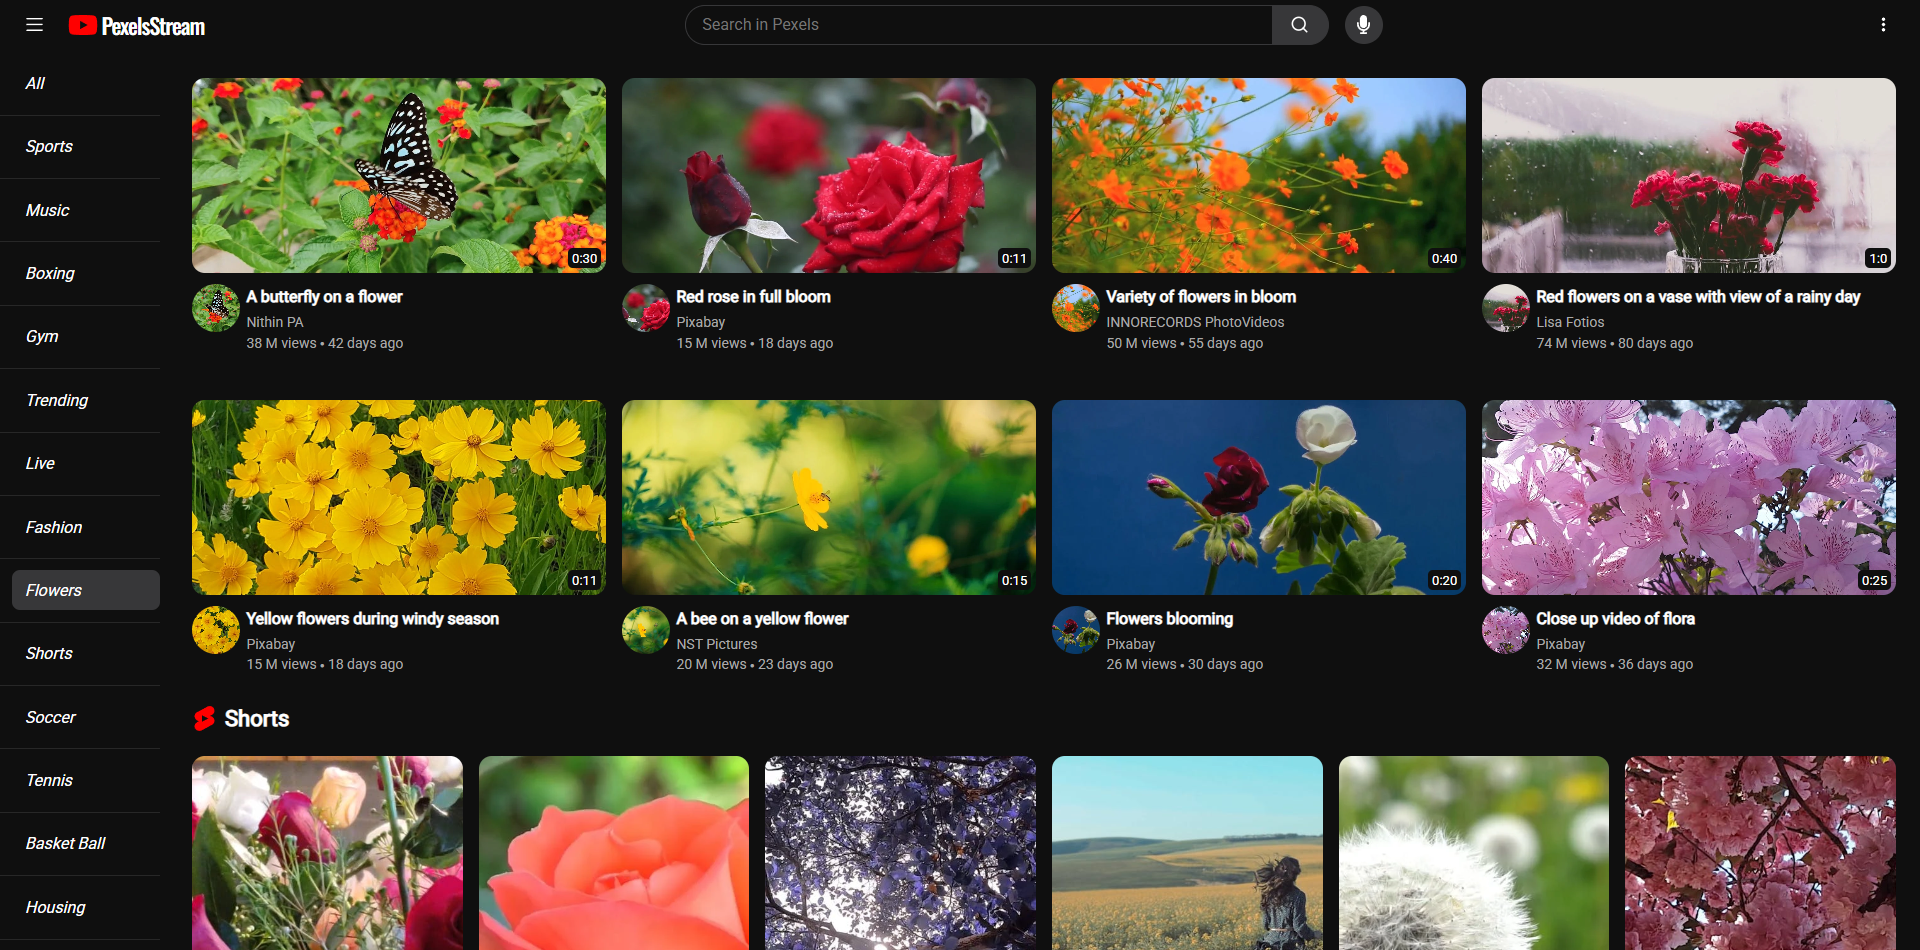 PexelsStream
Search in Pexels
All
Sports
Music
Boxing
Gym
Trending
Live
Fashion
Flowers
Shorts
Soccer
Tennis
Basket Ball
Housing
0:30
A butterfly on a flower
Nithin PA
38 M views • 42 days ago
0:11
Red rose in full bloom
Pixabay
15 M views • 18 days ago
0:40
Variety of flowers in bloom
INNORECORDS PhotoVideos
50 M views • 55 days ago
1:0
Red flowers on a vase with view of a rainy day
Lisa Fotios
74 M views • 80 days ago
0:11
Yellow flowers during windy season
Pixabay
15 M views • 18 days ago
0:15
A bee on a yellow flower
NST Pictures
20 M views • 23 days ago
0:20
Flowers blooming
Pixabay
26 M views • 30 days ago
0:25
Close up video of flora
Pixabay
32 M views • 36 days ago
Shorts